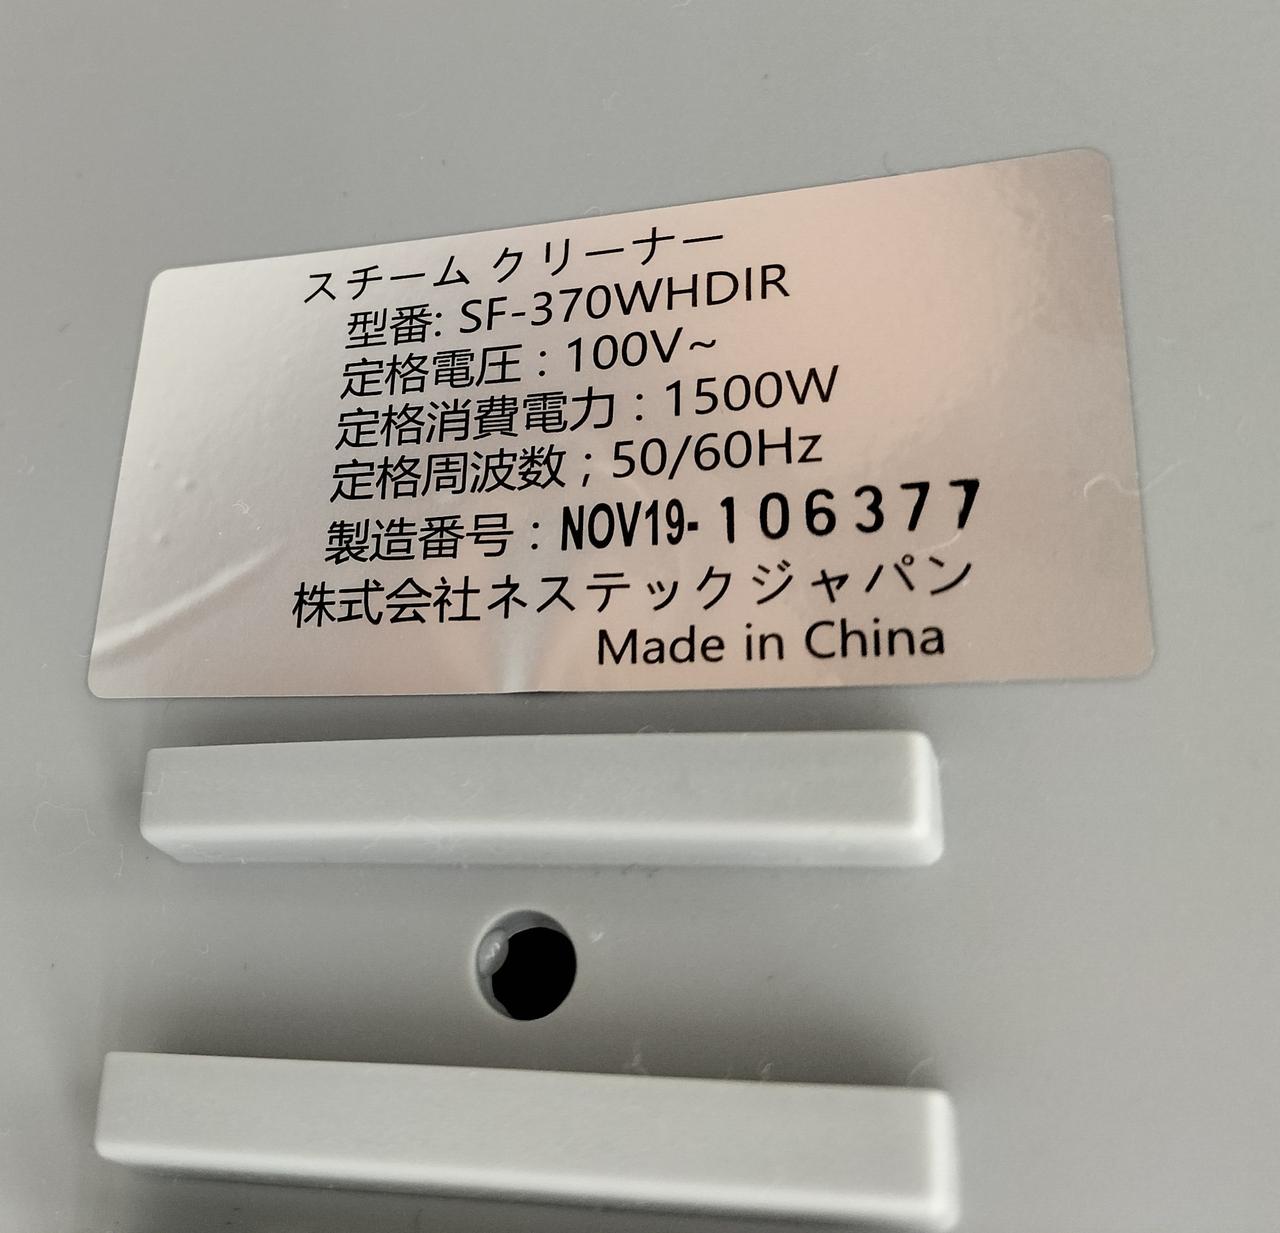 スチーム クリーナー
型番: SF-370WHDIR
定格電圧 : 100V~
定格消費電力 : 1500W
定格周波数 ; 50/60Hz
製造番号 : NOV19-106377
株式会社ネステックジャパン
Made in China